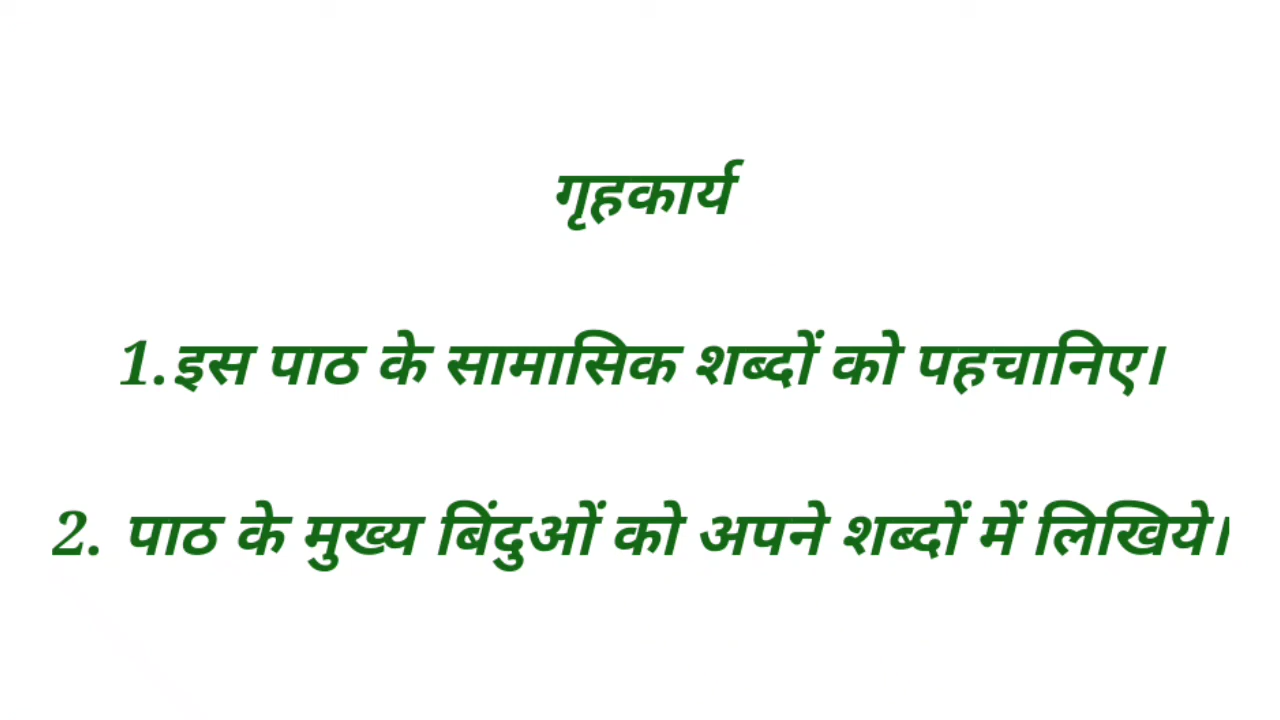 गृहकार्य
1.इस पाठ के सामासिक शब्दों को पहचानिए।
2. पाठ के मुख्य बिंदुओं को अपने शब्दों में लिखिये।